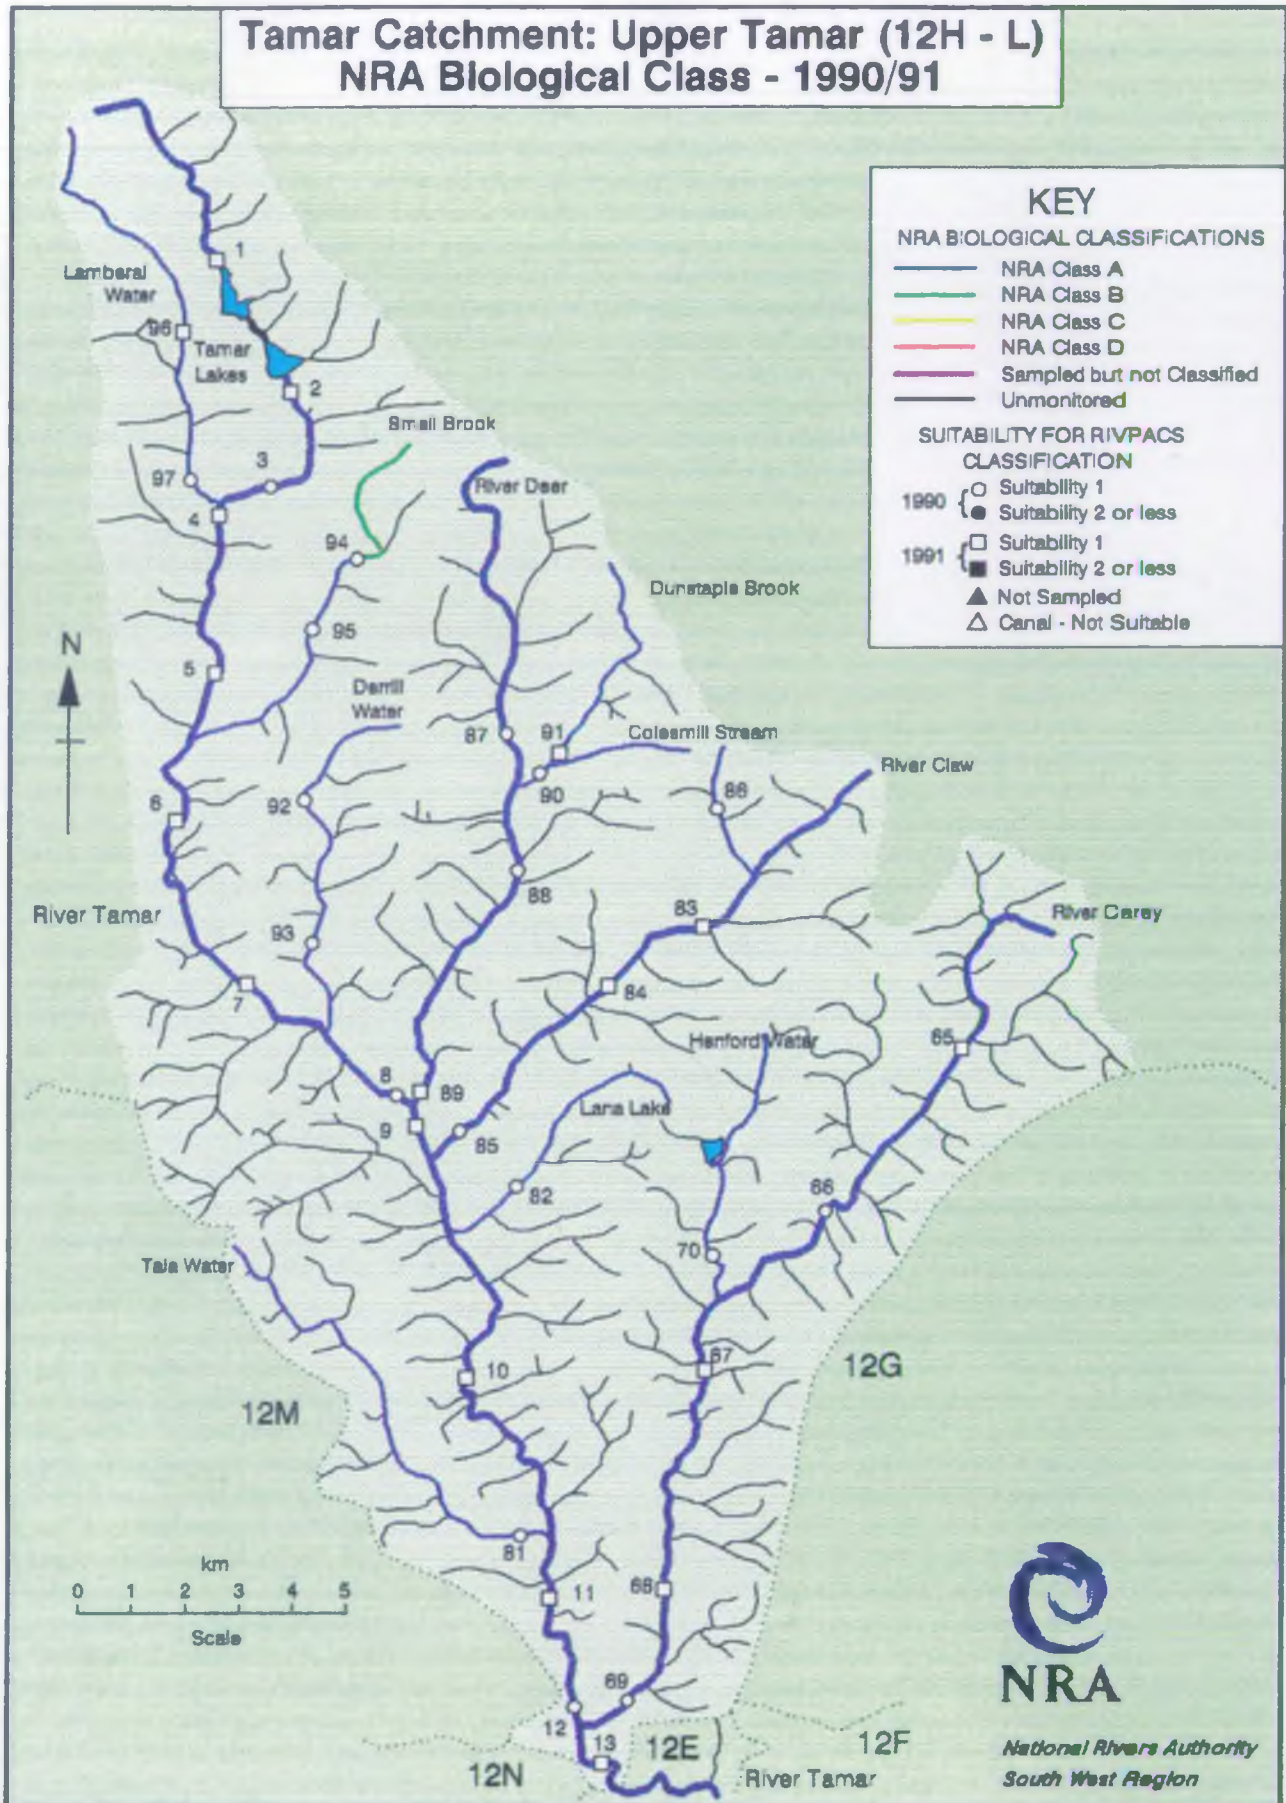 Tamar Catchment: Upper Tamar (12H - L)
NRA Biological Class - 1990/91
KEY
NRA BIOLOGICAL CLASSIFICATIONS
NRA Class A
NRA Class B
NRA Class C
NRA Class D
Sampled but not Classified
Unmonitored
SUITABILITY FOR RIVPACS
CLASSIFICATION
1990 { Suitability 1
Suitability 2 or less
1991 { Suitability 1
Suitability 2 or less
Not Sampled
Canal - Not Suitable
1
Lamberal
Water
96
Tamar
Lakes
2
Small Brook
3
97
River Deer
4
94
Dunstaple Brook
95
N
5
Derrill
Water
87
91
Colesmill Stream
90
River Claw
86
92
6
88
River Tamar
83
River Carey
93
7
84
Henford Water
65
8
89
Lana Lake
9
85
82
66
70
Tala Water
67
10
12G
12M
81
km
0 1 2 3 4 5
Scale
11
68
69
12
13
12E
12F
12N
River Tamar
NRA
National Rivers Authority
South West Region